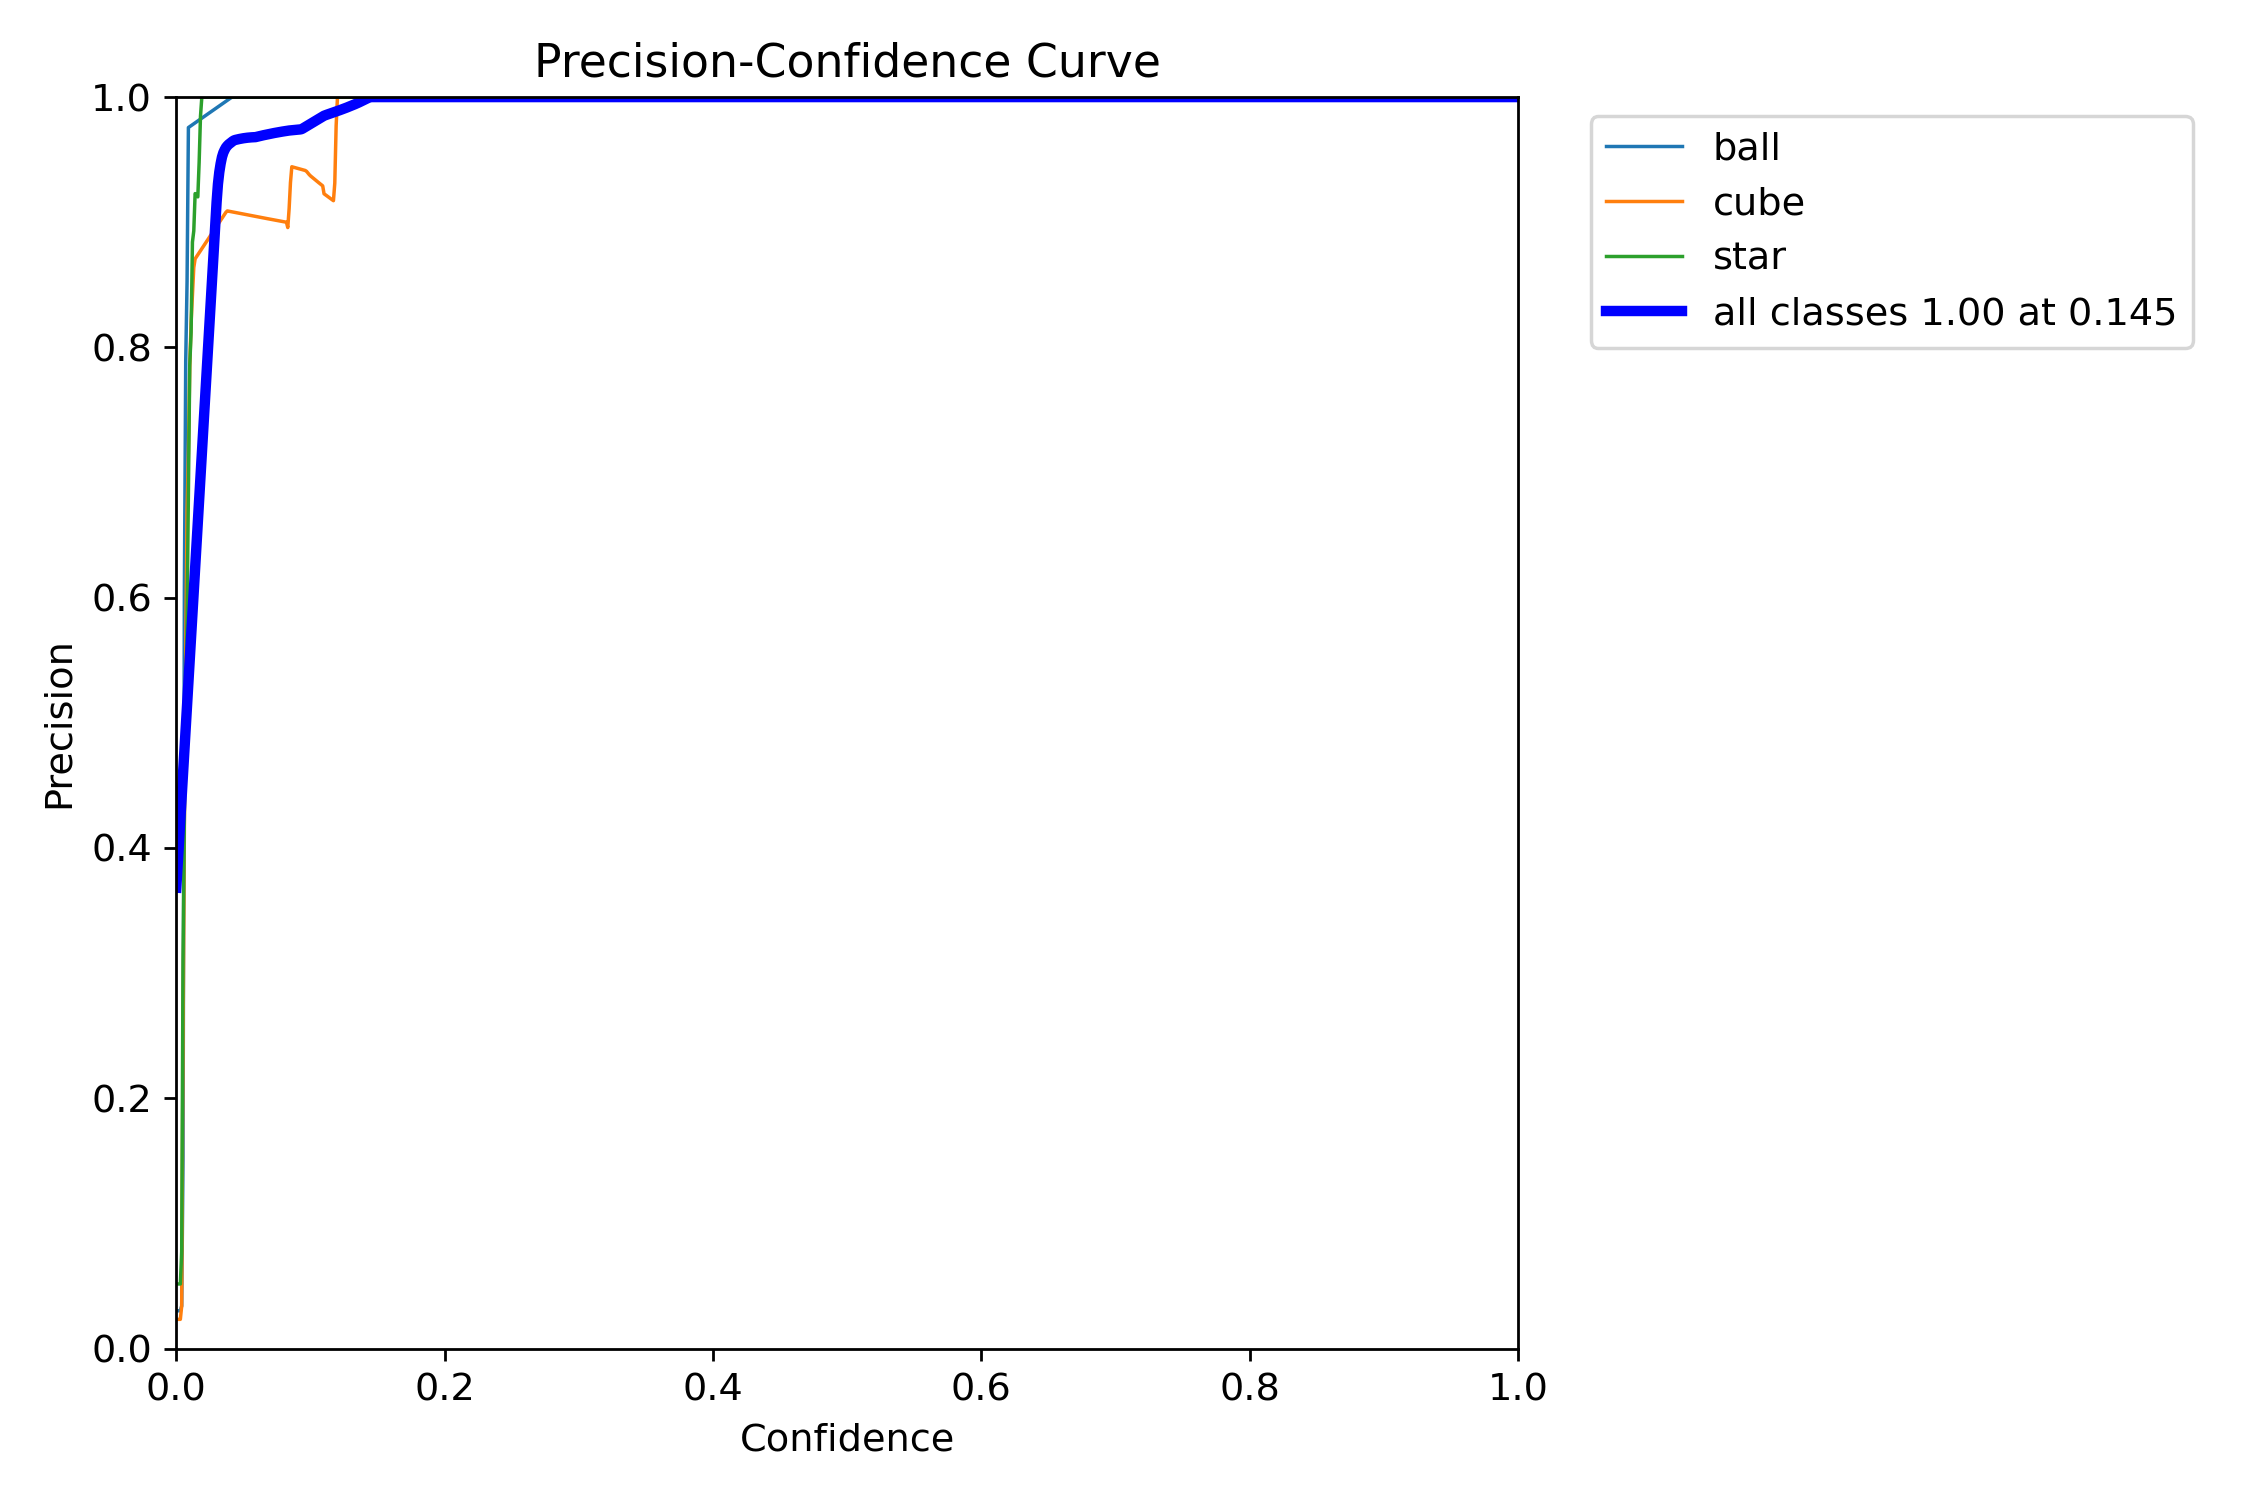 Precision-Confidence Curve
1.0
0.8
0.6
0.4
0.2
0.0
Precision
0.0 0.2 0.4 0.6 0.8 1.0
Confidence
ball
cube
star
all classes 1.00 at 0.145